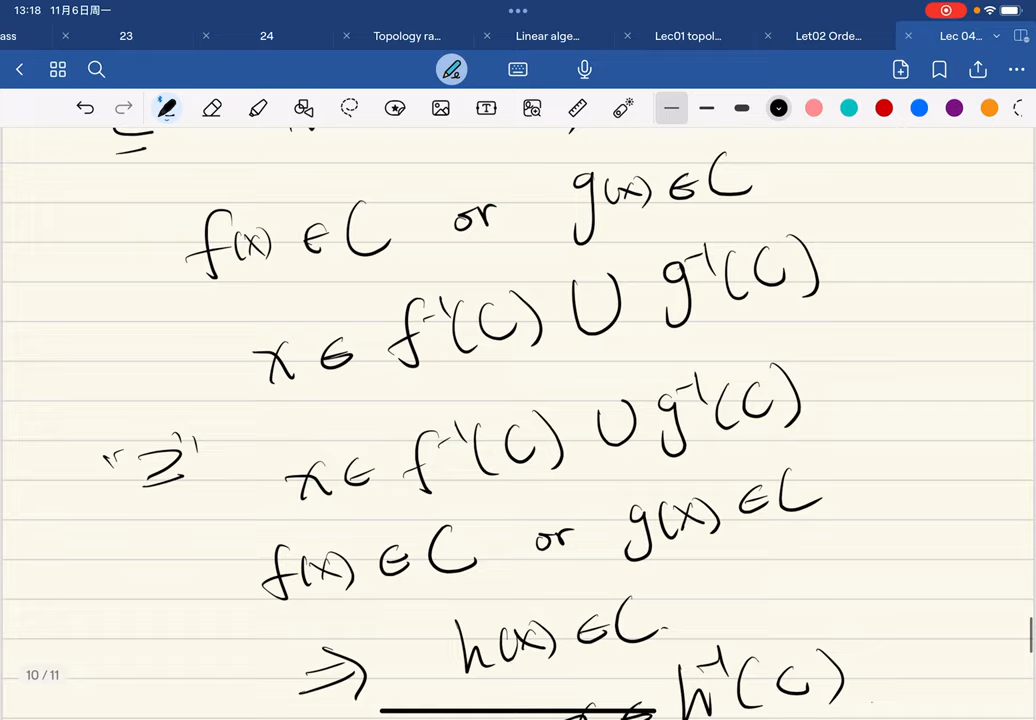 13:18 11月6日周一
ass 23 24 Topology ra... Linear alge... Lec01 topol... Let02 Orde... Lec 04...
f(x) ∈ C or g(x) ∈ C
x ∈ f⁻¹(C) ∪ g⁻¹(C)
"⊇" x ∈ f⁻¹(C) ∪ g⁻¹(C)
f(x) ∈ C or g(x) ∈ C
⇒ h(x) ∈ C.
h⁻¹(C)
10 / 11